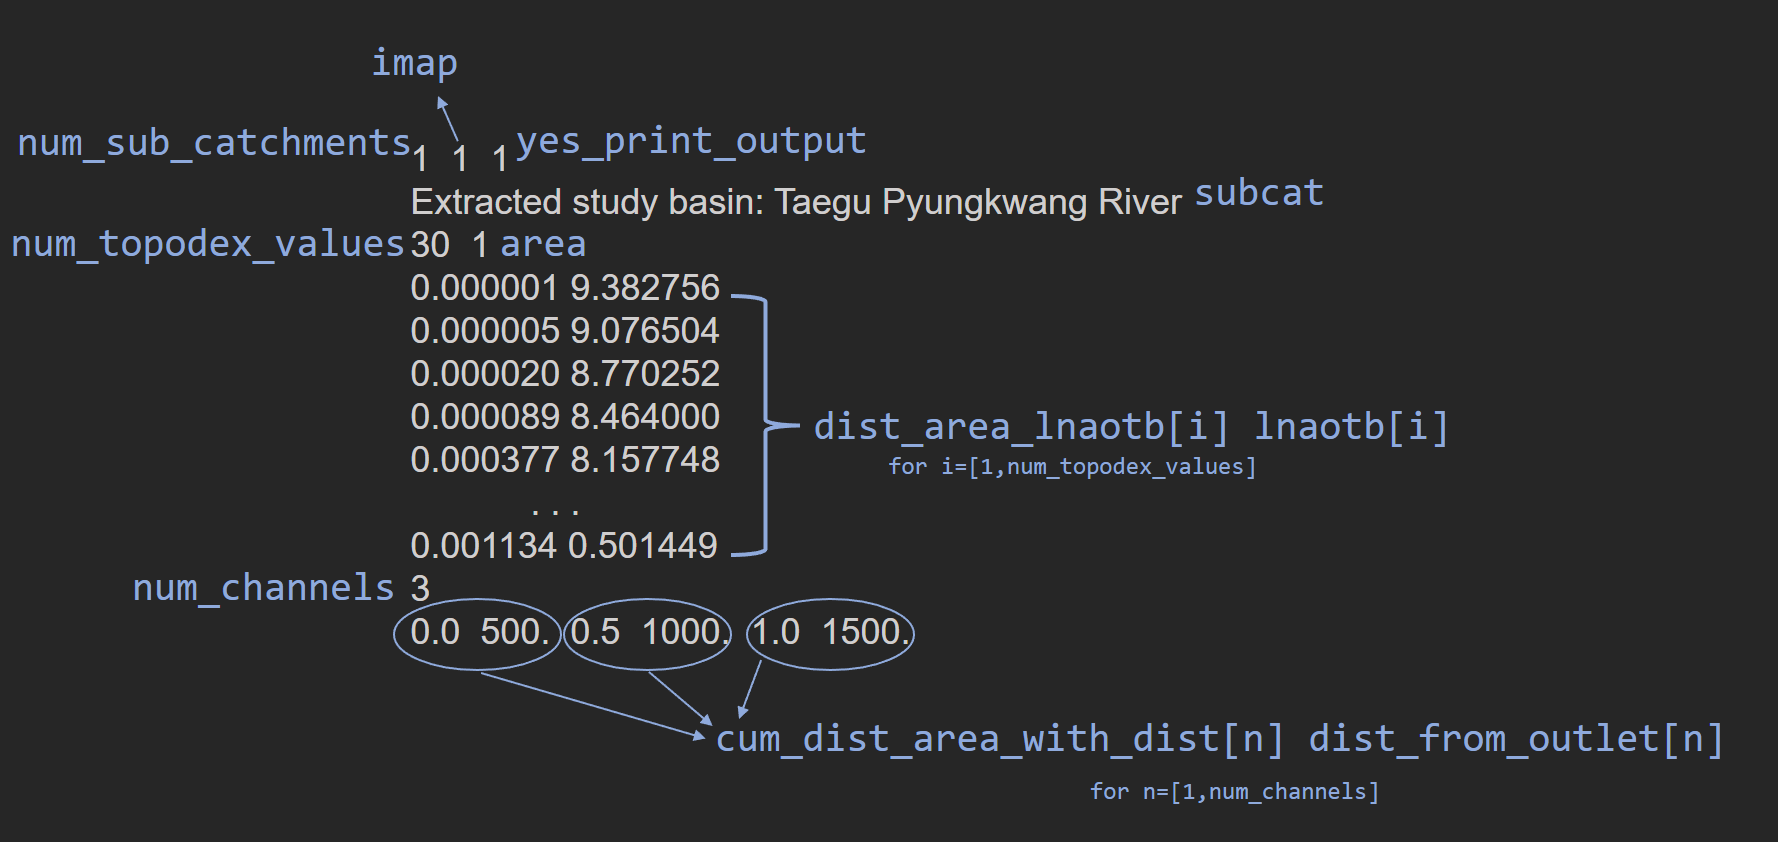 imap
num_sub_catchments 1 1 1 yes_print_output
Extracted study basin: Taegu Pyungkwang River subcat
num_topodex_values 30 1 area
0.000001 9.382756
0.000005 9.076504
0.000020 8.770252
0.000089 8.464000
dist_area_lnaotb[i] lnaotb[i]
0.000377 8.157748
for i=[1,num_topodex_values]
. . .
0.001134 0.501449
num_channels 3
0.0 500. 0.5 1000. 1.0 1500.
cum_dist_area_with_dist[n] dist_from_outlet[n]
for n=[1,num_channels]